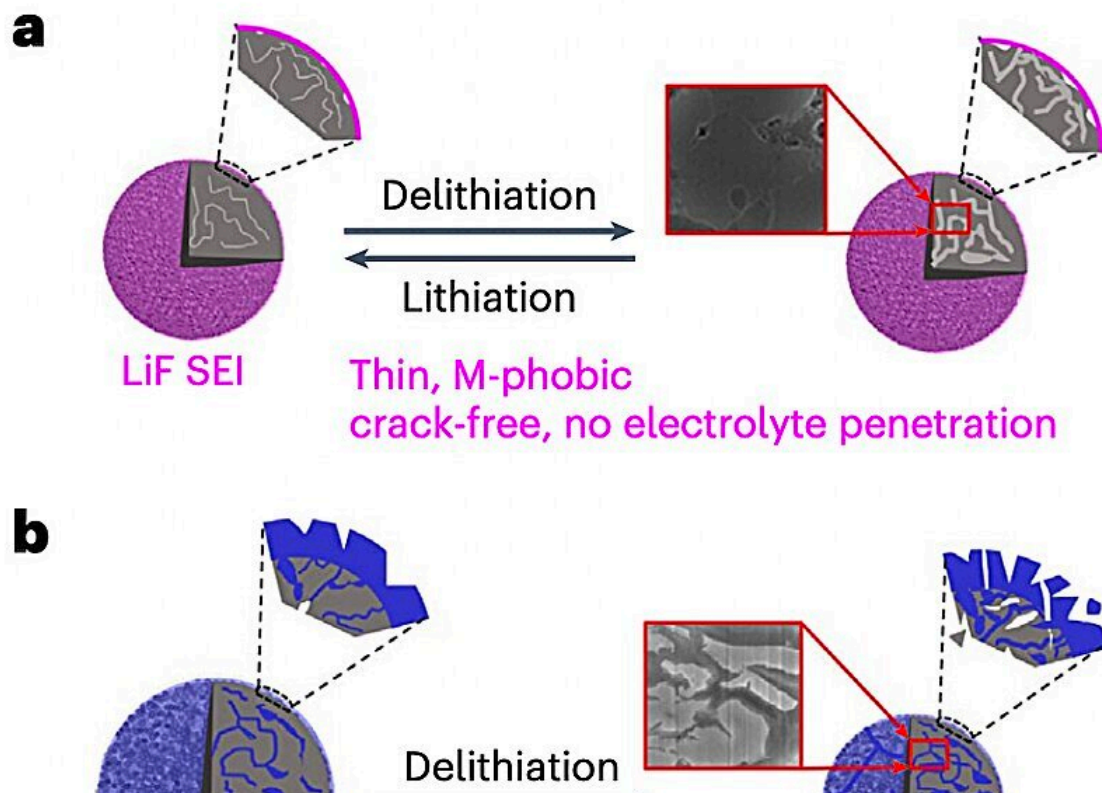 a
Delithiation
Lithiation
LiF SEI
Thin, M-phobic
crack-free, no electrolyte penetration
b
Delithiation